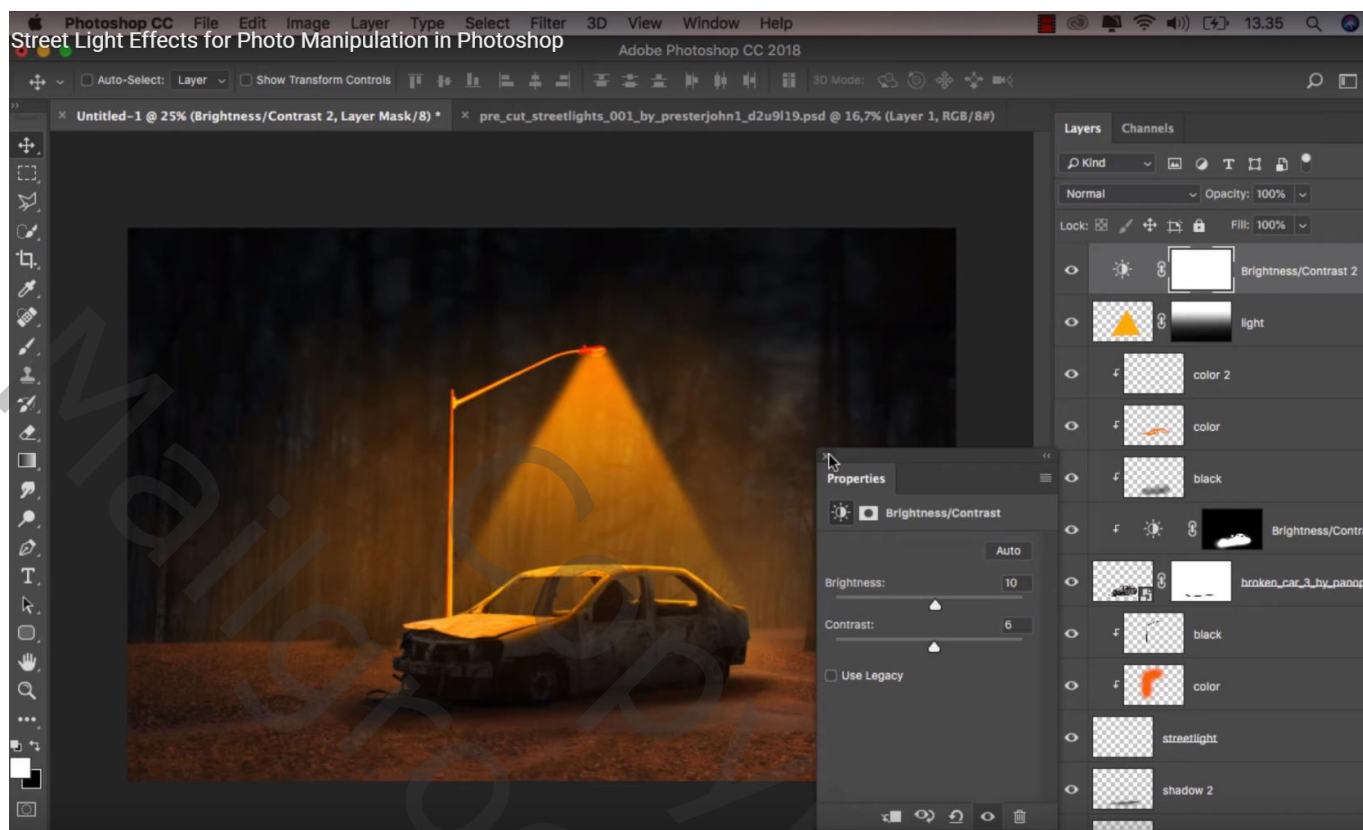 Photoshop CC File Edit Image Layer Type Select Filter 3D View Window Help 13.35
Street Light Effects for Photo Manipulation in Photoshop
Adobe Photoshop CC 2018
Auto-Select: Layer Show Transform Controls 3D Mode:
× Untitled-1 @ 25% (Brightness/Contrast 2, Layer Mask/8) * × pre_cut_streetlights_001_by_presterjohn1_d2u9l19.psd @ 16,7% (Layer 1, RGB/8#)
Layers Channels
Kind
Normal Opacity: 100%
Lock: Fill: 100%
Brightness/Contrast 2
light
color 2
color
black
Brightness/Contr
broken_car_3_by_panop
black
color
streetlight
shadow 2
Properties
Brightness/Contrast
Auto
Brightness: 10
Contrast: 6
Use Legacy